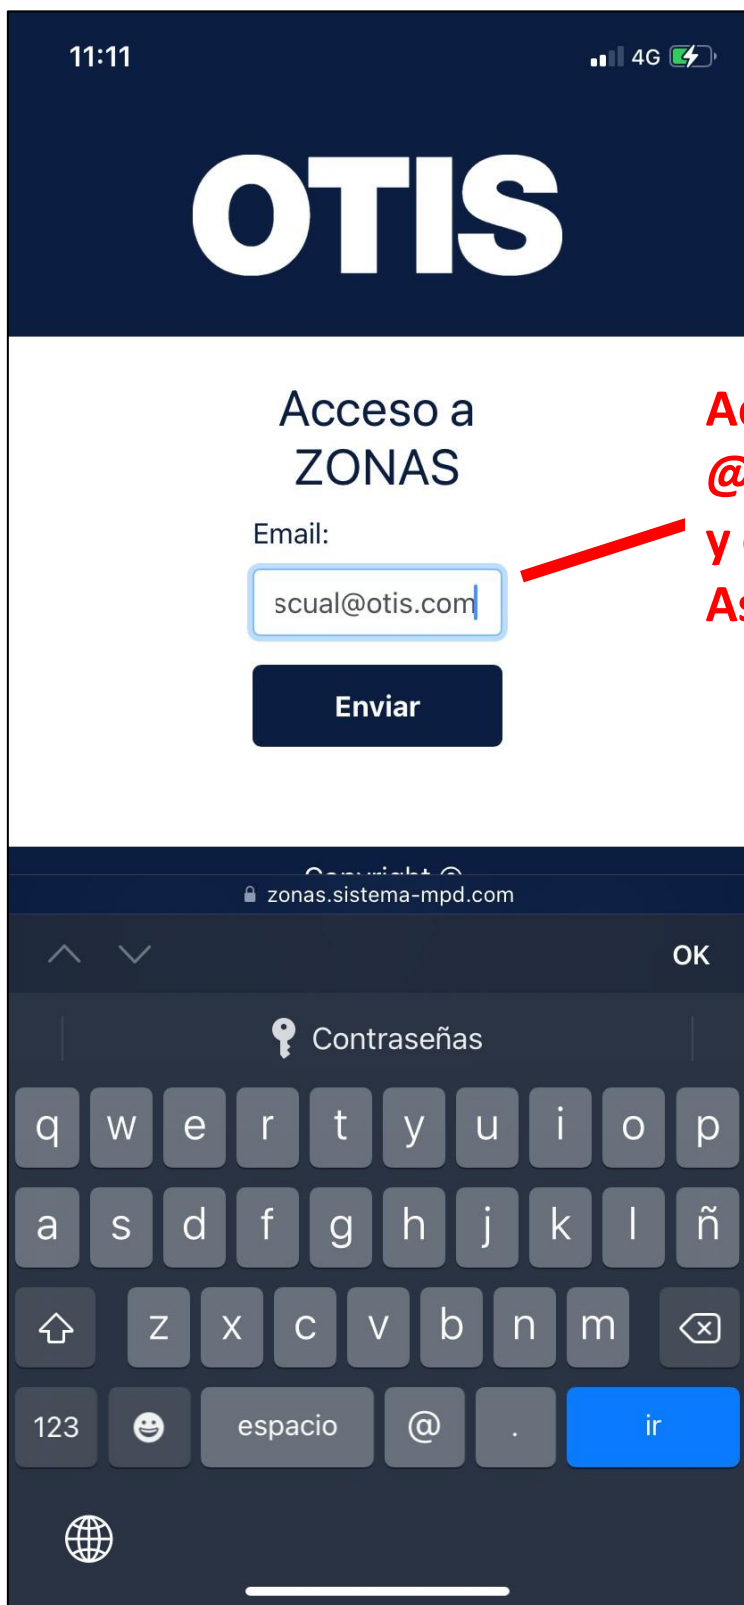 11:11
4G
OTIS
Acceso a
ZONAS
Email:
scual@otis.com
Enviar
@
y
zonas.sistema-mpd.com
OK
Contraseñas
q w e r t y u i o p
a s d f g h j k l ñ
z x c v b n m
123 espacio @ . ir